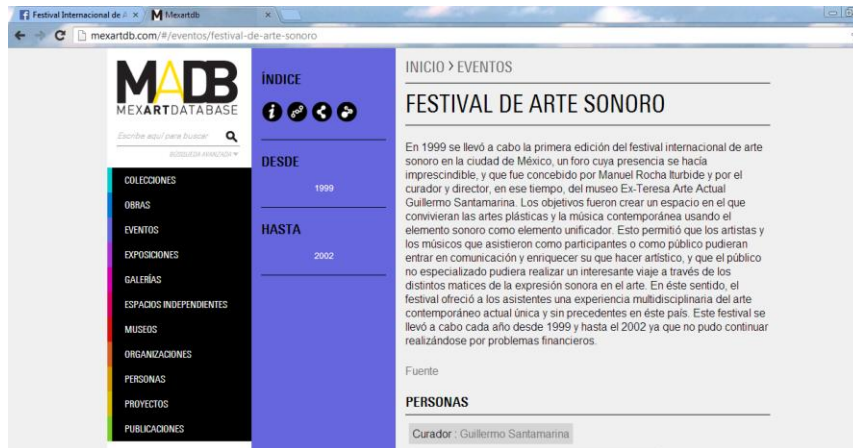 Festival Internacional de A
Mexartdb
mexartdb.com/#/eventos/festival-de-arte-sonoro
MADB
MEXARTDATABASE
Escribe aquí para buscar
BÚSQUEDA AVANZADA
COLECCIONES
OBRAS
EVENTOS
EXPOSICIONES
GALERÍAS
ESPACIOS INDEPENDIENTES
MUSEOS
ORGANIZACIONES
PERSONAS
PROYECTOS
PUBLICACIONES
ÍNDICE
DESDE
1999
HASTA
2002
INICIO > EVENTOS
FESTIVAL DE ARTE SONORO
En 1999 se llevó a cabo la primera edición del festival internacional de arte
sonoro en la ciudad de México, un foro cuya presencia se hacía
imprescindible, y que fue concebido por Manuel Rocha Iturbide y por el
curador y director, en ese tiempo, del museo Ex-Teresa Arte Actual
Guillermo Santamarina. Los objetivos fueron crear un espacio en el que
convivieran las artes plásticas y la música contemporánea usando el
elemento sonoro como elemento unificador. Esto permitió que los artistas y
los músicos que asistieron como participantes o como público pudieran
entrar en comunicación y enriquecer su que hacer artístico, y que el público
no especializado pudiera realizar un interesante viaje a través de los
distintos matices de la expresión sonora en el arte. En éste sentido, el
festival ofreció a los asistentes una experiencia multidisciplinaria del arte
contemporáneo actual única y sin precedentes en éste país. Este festival se
llevó a cabo cada año desde 1999 y hasta el 2002 ya que no pudo continuar
realizándose por problemas financieros.
Fuente
PERSONAS
Curador : Guillermo Santamarina